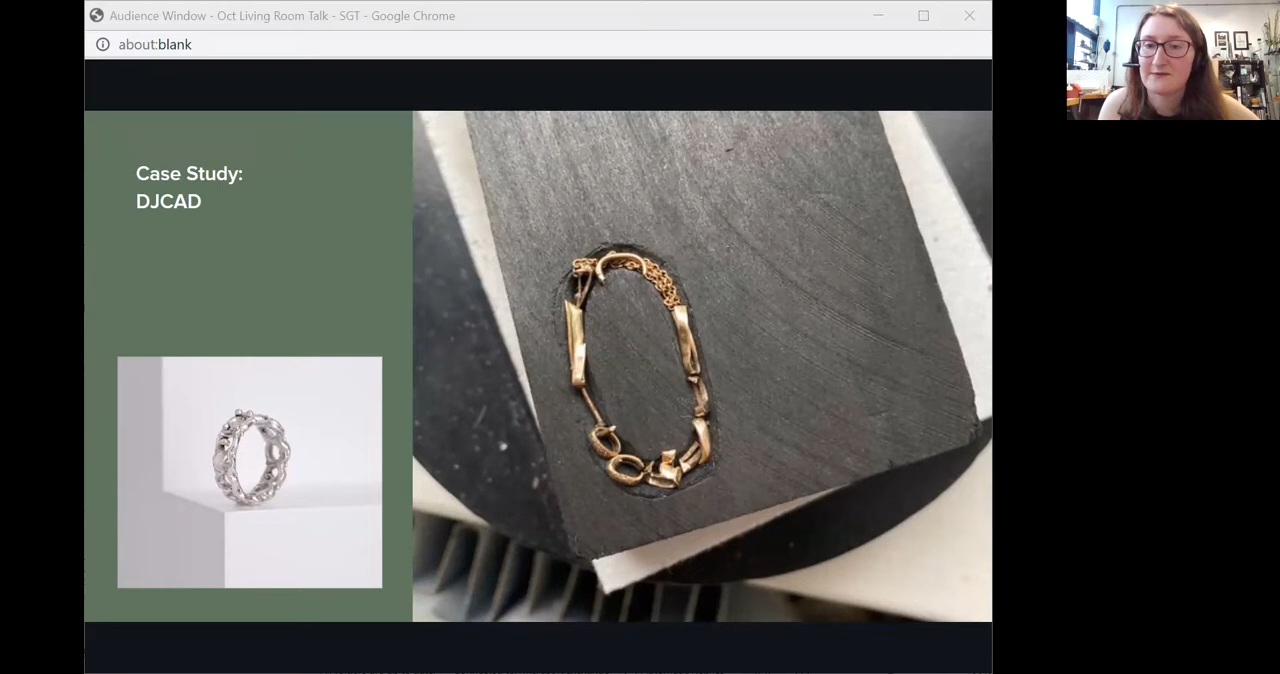 Audience Window - Oct Living Room Talk - SGT - Google Chrome
about:blank
Case Study:
DJCAD